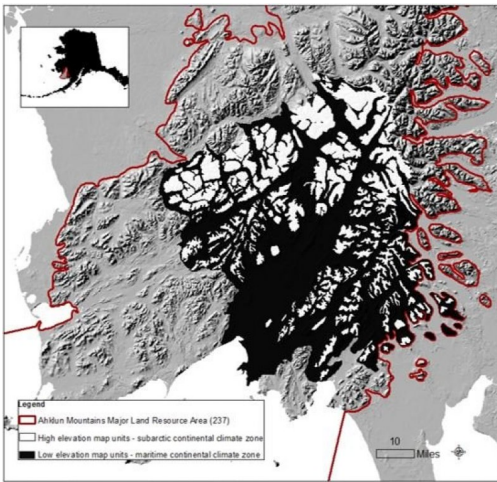 Legend
Ahklun Mountains Major Land Resource Area (237)
High elevation map units - subarctic continental climate zone
Low elevation map units - maritime continental climate zone
10
Miles